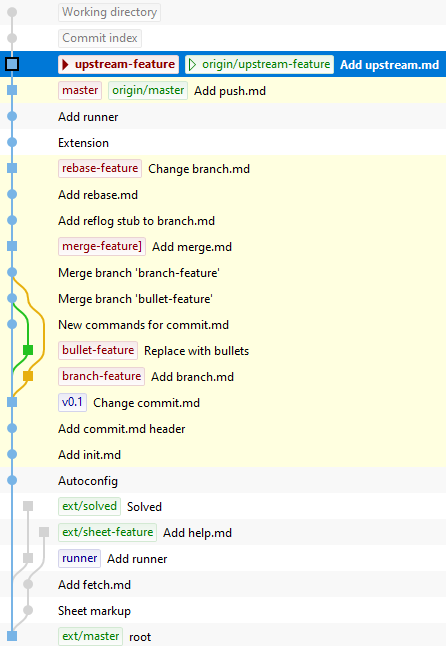 Working directory
Commit index
upstream-feature origin/upstream-feature Add upstream.md
master origin/master Add push.md
Add runner
Extension
rebase-feature Change branch.md
Add rebase.md
Add reflog stub to branch.md
merge-feature] Add merge.md
Merge branch 'branch-feature'
Merge branch 'bullet-feature'
New commands for commit.md
bullet-feature Replace with bullets
branch-feature Add branch.md
v0.1 Change commit.md
Add commit.md header
Add init.md
Autoconfig
ext/solved Solved
ext/sheet-feature Add help.md
runner Add runner
Add fetch.md
Sheet markup
ext/master root